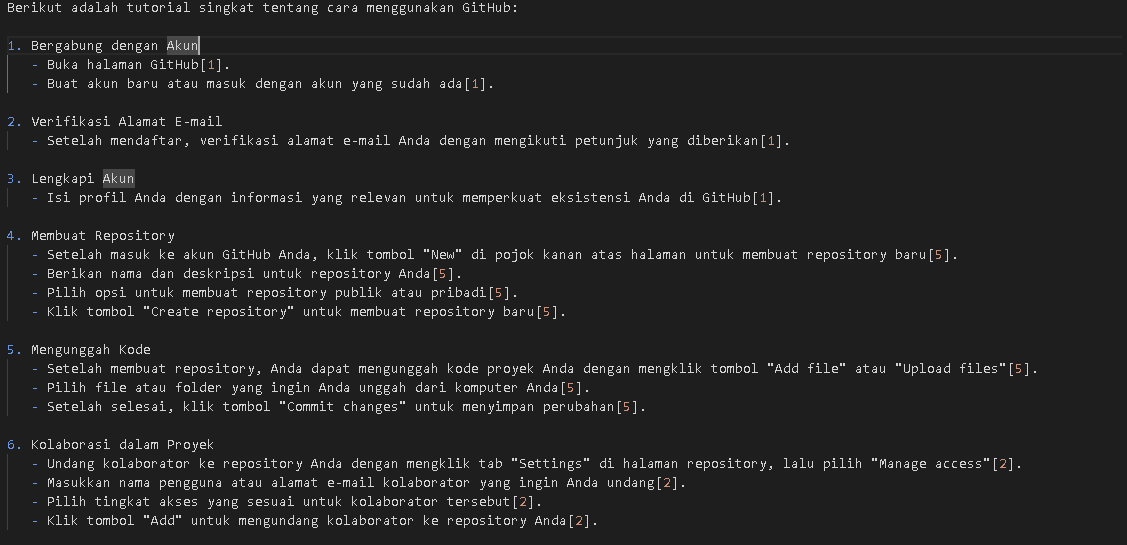 Berikut adalah tutorial singkat tentang cara menggunakan GitHub:
1. Bergabung dengan Akun
- Buka halaman GitHub[1].
- Buat akun baru atau masuk dengan akun yang sudah ada[1].
2. Verifikasi Alamat E-mail
- Setelah mendaftar, verifikasi alamat e-mail Anda dengan mengikuti petunjuk yang diberikan[1].
3. Lengkapi Akun
- Isi profil Anda dengan informasi yang relevan untuk memperkuat eksistensi Anda di GitHub[1].
4. Membuat Repository
- Setelah masuk ke akun GitHub Anda, klik tombol "New" di pojok kanan atas halaman untuk membuat repository baru[5].
- Berikan nama dan deskripsi untuk repository Anda[5].
- Pilih opsi untuk membuat repository publik atau pribadi[5].
- Klik tombol "Create repository" untuk membuat repository baru[5].
5. Mengunggah Kode
- Setelah membuat repository, Anda dapat mengunggah kode proyek Anda dengan mengklik tombol "Add file" atau "Upload files"[5].
- Pilih file atau folder yang ingin Anda unggah dari komputer Anda[5].
- Setelah selesai, klik tombol "Commit changes" untuk menyimpan perubahan[5].
6. Kolaborasi dalam Proyek
- Undang kolaborator ke repository Anda dengan mengklik tab "Settings" di halaman repository, lalu pilih "Manage access"[2].
- Masukkan nama pengguna atau alamat e-mail kolaborator yang ingin Anda undang[2].
- Pilih tingkat akses yang sesuai untuk kolaborator tersebut[2].
- Klik tombol "Add" untuk mengundang kolaborator ke repository Anda[2].